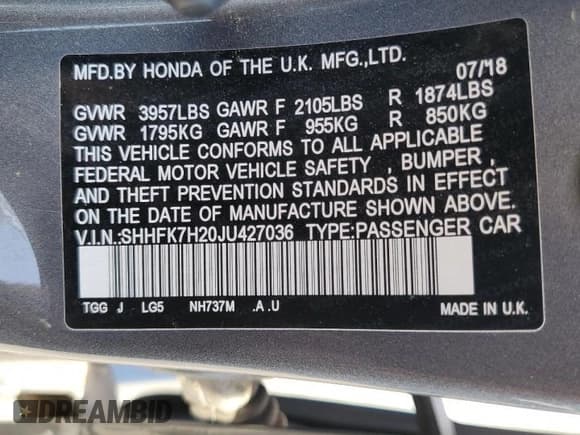 MFD.BY HONDA OF THE U.K. MFG.,LTD. 07/18
GVWR 3957LBS GAWR F 2105LBS R 1874LBS
GVWR 1795KG GAWR F 955KG R 850KG
THIS VEHICLE CONFORMS TO ALL APPLICABLE
FEDERAL MOTOR VEHICLE SAFETY , BUMPER ,
AND THEFT PREVENTION STANDARDS IN EFFECT
ON THE DATE OF MANUFACTURE SHOWN ABOVE.
V.I.N.:SHHFK7H20JU427036 TYPE:PASSENGER CAR
TGG J LG5 NH737M .A .U MADE IN U.K.
DREAMBID